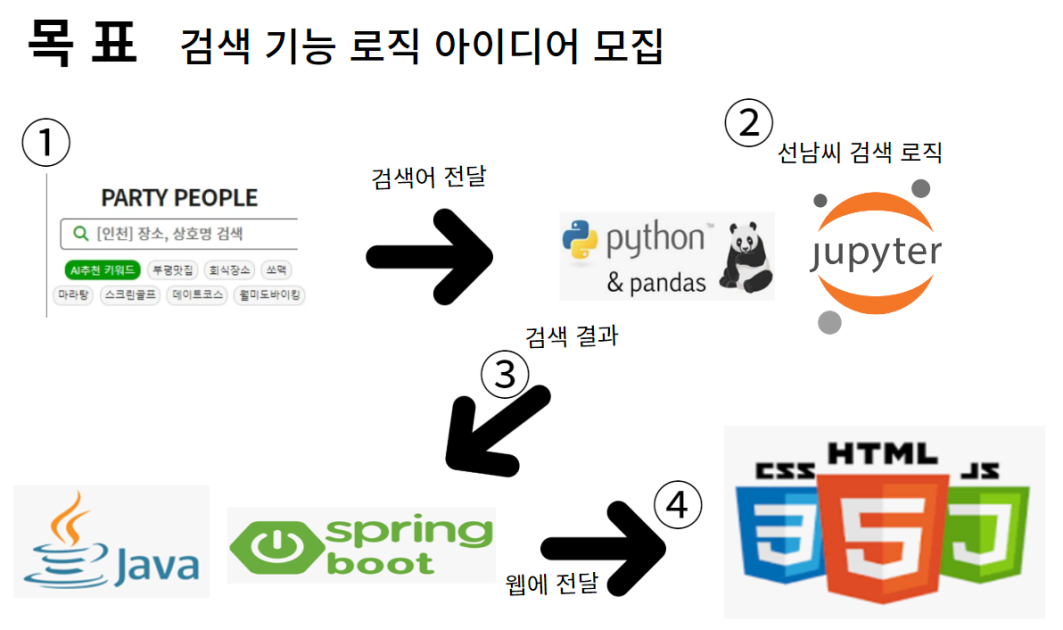 목 표 검색 기능 로직 아이디어 모집
①
PARTY PEOPLE
[인천] 장소, 상호명 검색
AI추천 키워드 부평맛집 회식장소 쏘맥
마라탕 스크린골프 데이트코스 월미도바이킹
검색어 전달
②
선남씨 검색 로직
python™
& pandas
jupyter
검색 결과
③
Java
spring
boot
웹에 전달
④
CSS HTML JS
3 5 J